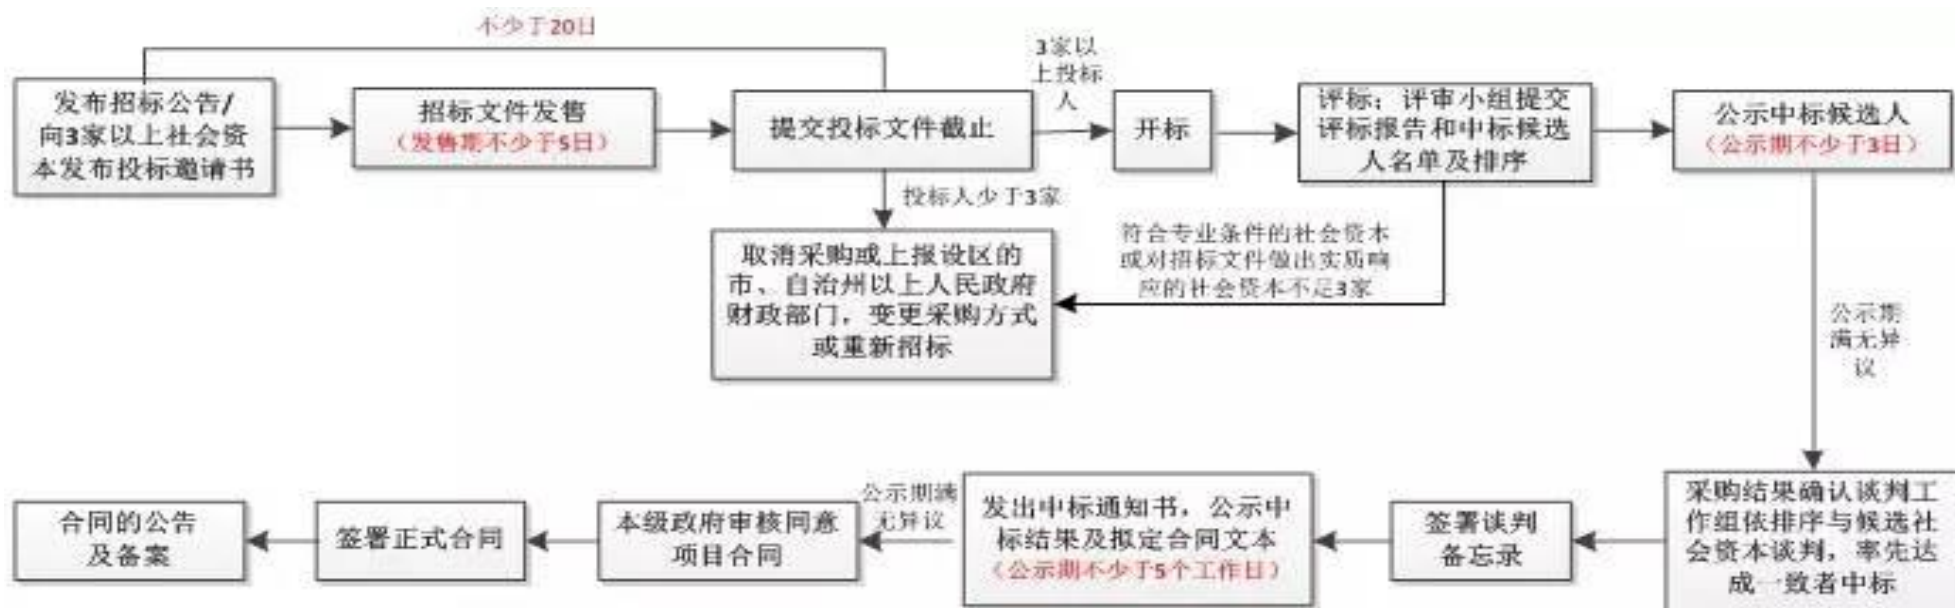 不少于20日
发布招标公告/
向3家以上社会资
本发布投标邀请书
招标文件发售
（发售期不少于5日）
提交投标文件截止
3家以
上投标
人
开标
评标：评审小组提交
评标报告和中标候选
人名单及排序
公示中标候选人
（公示期不少于3日）
投标人少于3家
取消采购或上报设区的
市、自治州以上人民政府
财政部门，变更采购方式
或重新招标
符合专业条件的社会资本
或对招标文件做出实质响
应的社会资本不足3家
公示期
满无异
议
采购结果确认谈判工
作组依排序与候选社
会资本谈判，率先达
成一致者中标
签署谈判
备忘录
发出中标通知书，公示中
标结果及拟定合同文本
（公示期不少于5个工作日）
公示期满
无异议
本级政府审核同意
项目合同
签署正式合同
合同的公告
及备案